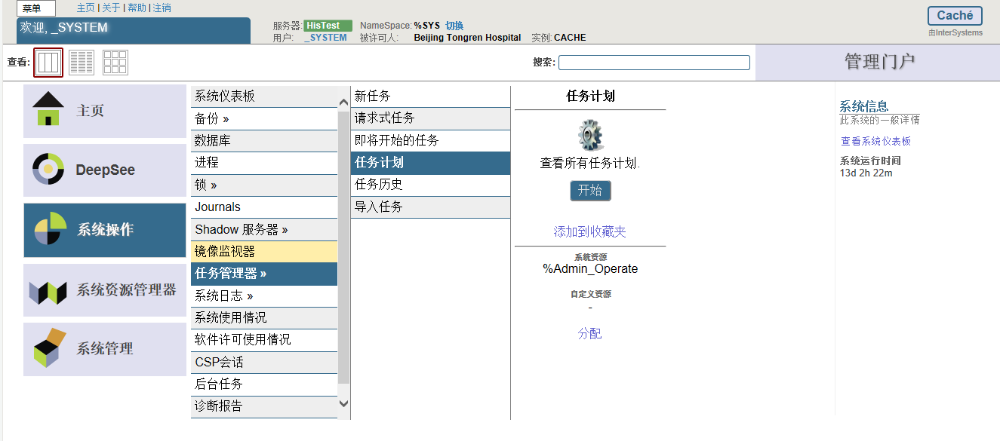 菜单 主页 | 关于 | 帮助 | 注销
欢迎, _SYSTEM
服务器: HisTest NameSpace: %SYS 切换
用户: _SYSTEM 被许可人: Beijing Tongren Hospital 实例: CACHE
Caché
由InterSystems
查看:
搜索:
管理门户
主页
DeepSee
系统操作
系统资源管理器
系统管理
系统仪表板
备份 »
数据库
进程
锁 »
Journals
Shadow 服务器 »
镜像监视器
任务管理器 »
系统日志 »
系统使用情况
软件许可使用情况
CSP会话
后台任务
诊断报告
新任务
请求式任务
即将开始的任务
任务计划
任务历史
导入任务
任务计划
查看所有任务计划.
开始
添加到收藏夹
系统资源
%Admin_Operate
自定义资源
-
分配
系统信息
此系统的一般详情
查看系统仪表板
系统运行时间
13d 2h 22m